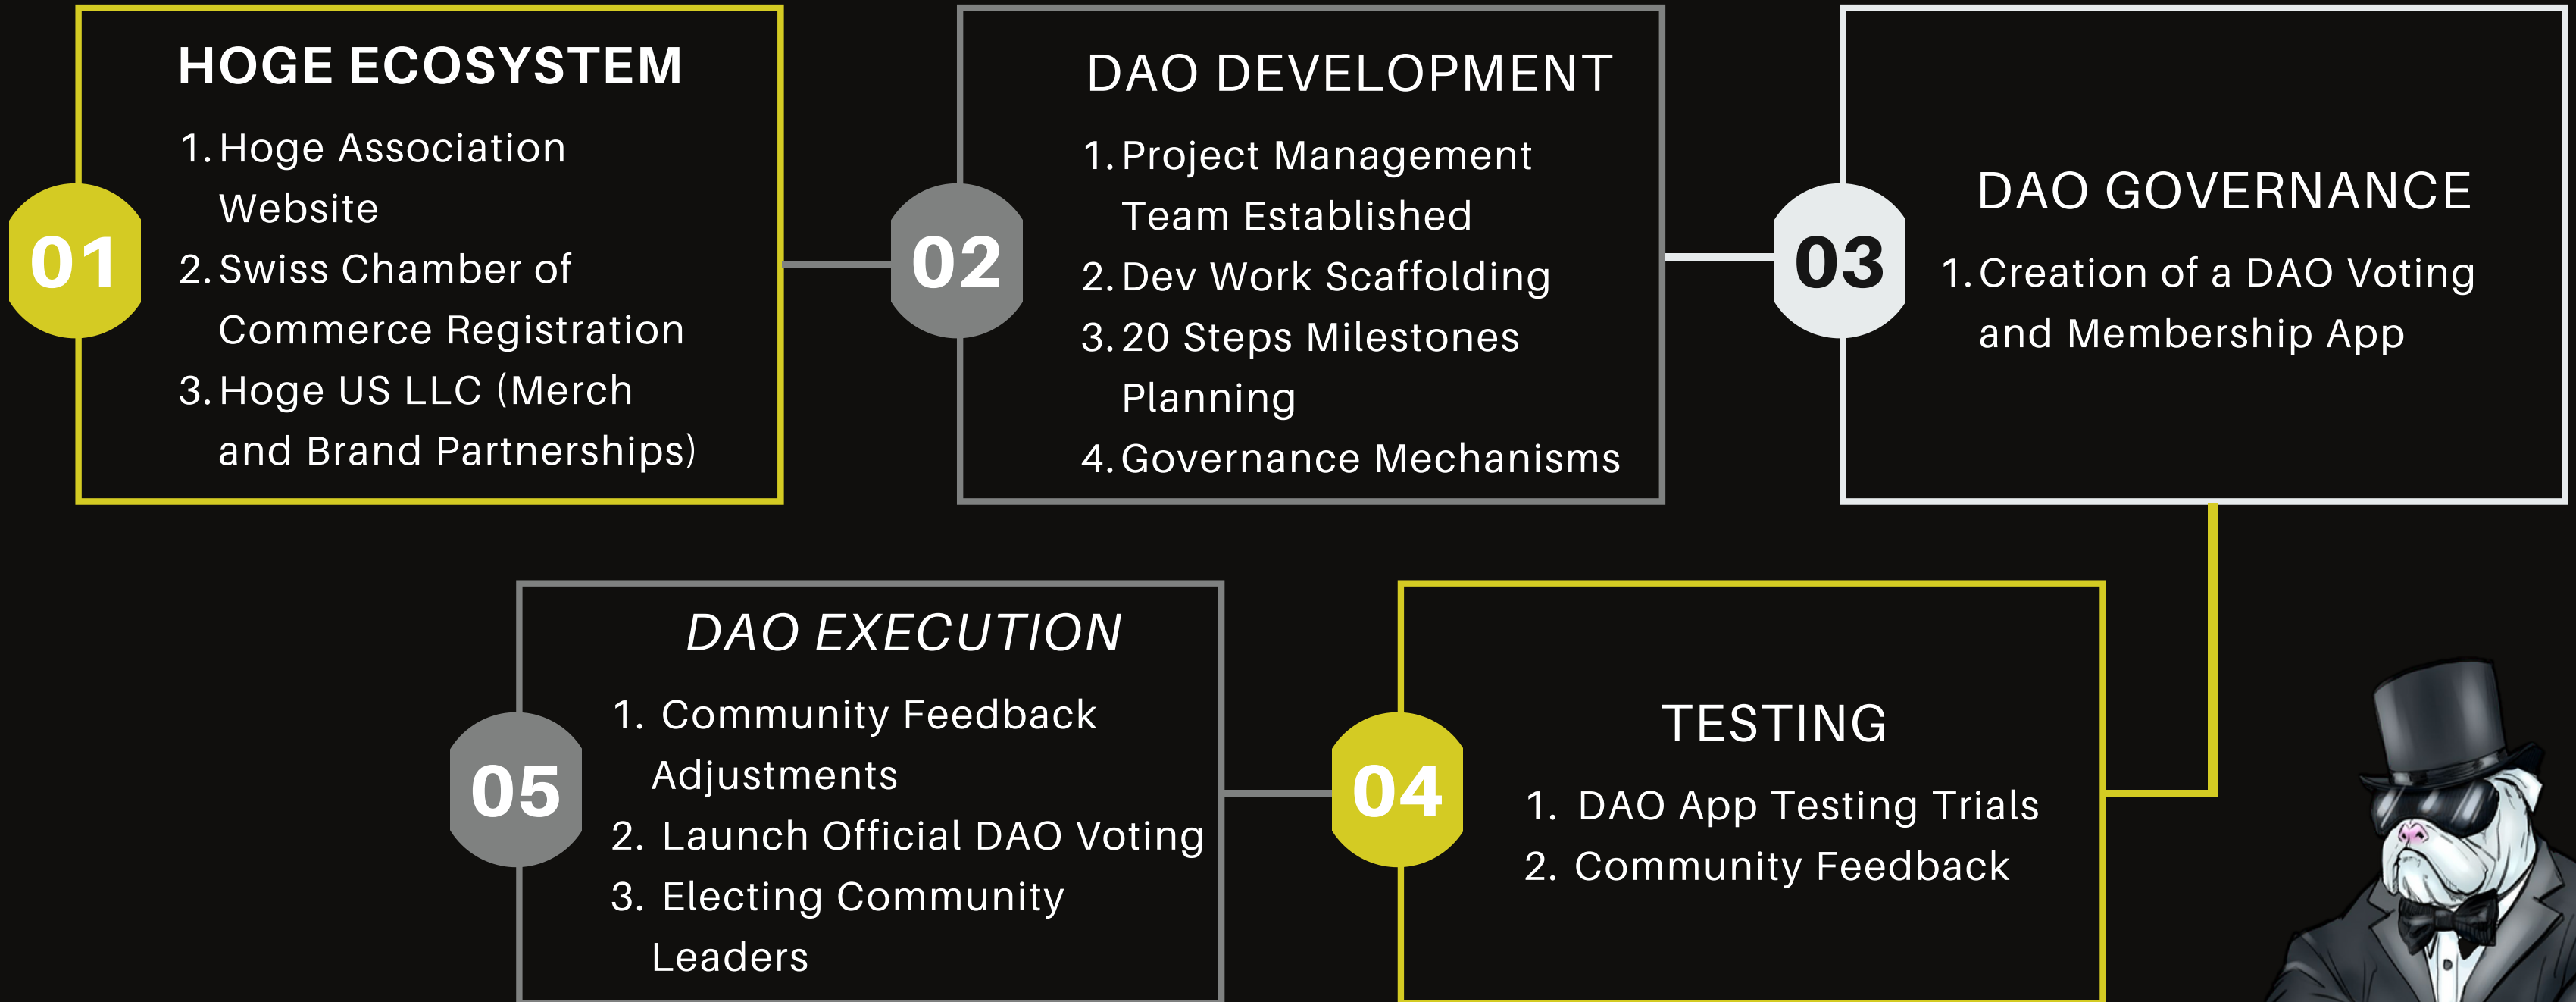 01
HOGE ECOSYSTEM
1. Hoge Association
Website
2. Swiss Chamber of
Commerce Registration
3. Hoge US LLC (Merch
and Brand Partnerships)
02
DAO DEVELOPMENT
1. Project Management
Team Established
2. Dev Work Scaffolding
3. 20 Steps Milestones
Planning
4. Governance Mechanisms
03
DAO GOVERNANCE
1. Creation of a DAO Voting
and Membership App
04
TESTING
1. DAO App Testing Trials
2. Community Feedback
05
DAO EXECUTION
1. Community Feedback
Adjustments
2. Launch Official DAO Voting
3. Electing Community
Leaders